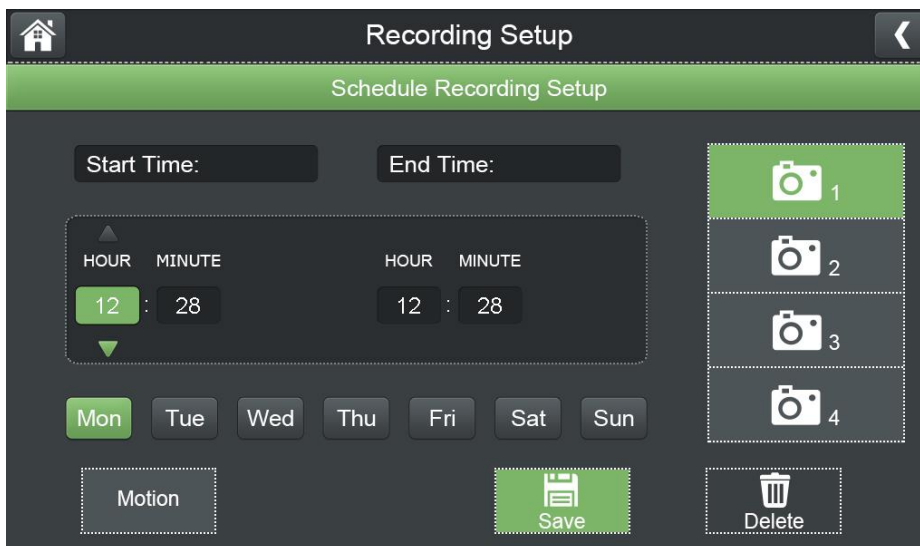 Recording Setup
Schedule Recording Setup
Start Time: End Time:
HOUR MINUTE HOUR MINUTE
12 : 28 12 : 28
Mon Tue Wed Thu Fri Sat Sun
1
2
3
4
Motion Save Delete